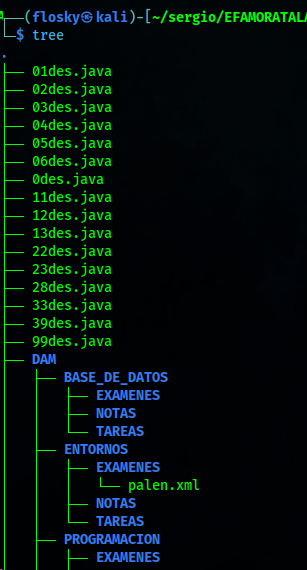 ┌──(flosky㉿kali)-[~/sergio/EFAMORATAL
└─$ tree
.
├── 01des.java
├── 02des.java
├── 03des.java
├── 04des.java
├── 05des.java
├── 06des.java
├── 0des.java
├── 11des.java
├── 12des.java
├── 13des.java
├── 22des.java
├── 23des.java
├── 28des.java
├── 33des.java
├── 39des.java
├── 99des.java
├── DAM
│   ├── BASE_DE_DATOS
│   │   ├── EXAMENES
│   │   ├── NOTAS
│   │   └── TAREAS
│   ├── ENTORNOS
│   │   ├── EXAMENES
│   │   │   └── palen.xml
│   │   ├── NOTAS
│   │   └── TAREAS
│   ├── PROGRAMACION
│   │   ├── EXAMENES